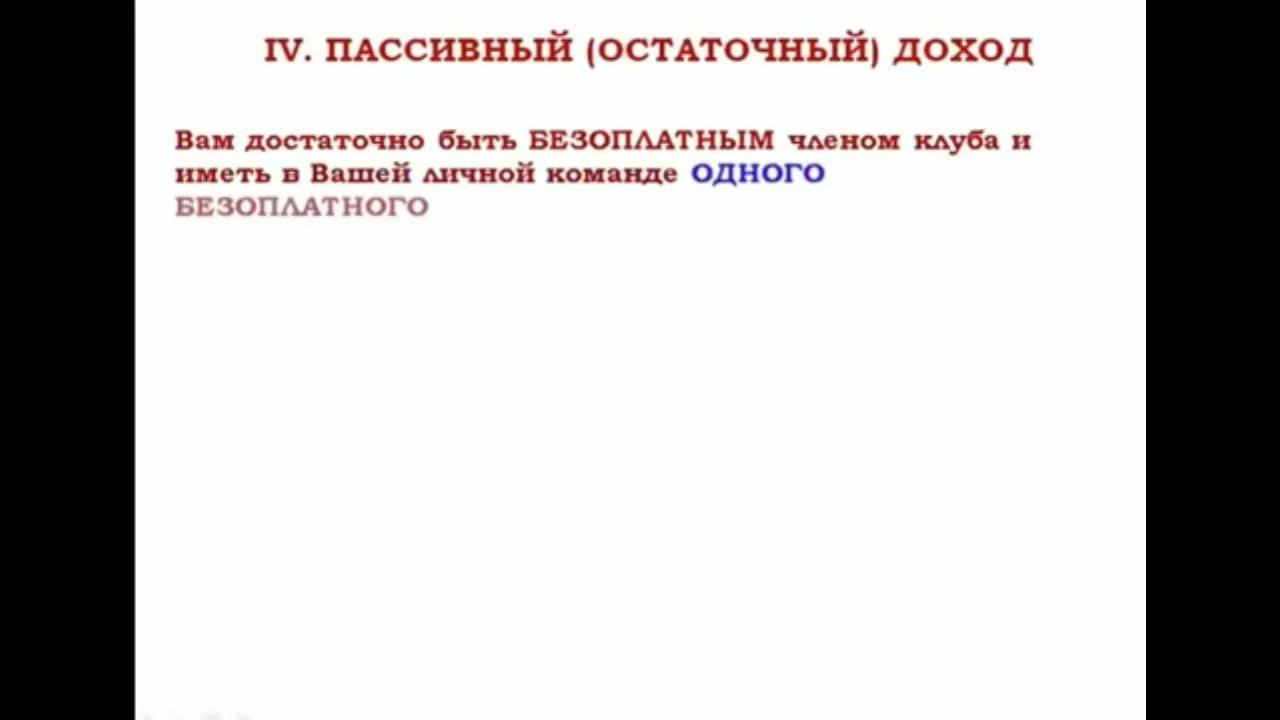 IV. ПАССИВНЫЙ (ОСТАТОЧНЫЙ) ДОХОД
Вам достаточно быть БЕЗОПЛАТНЫМ членом клуба и
иметь в Вашей личной команде ОДНОГО
БЕЗОПЛАТНОГО